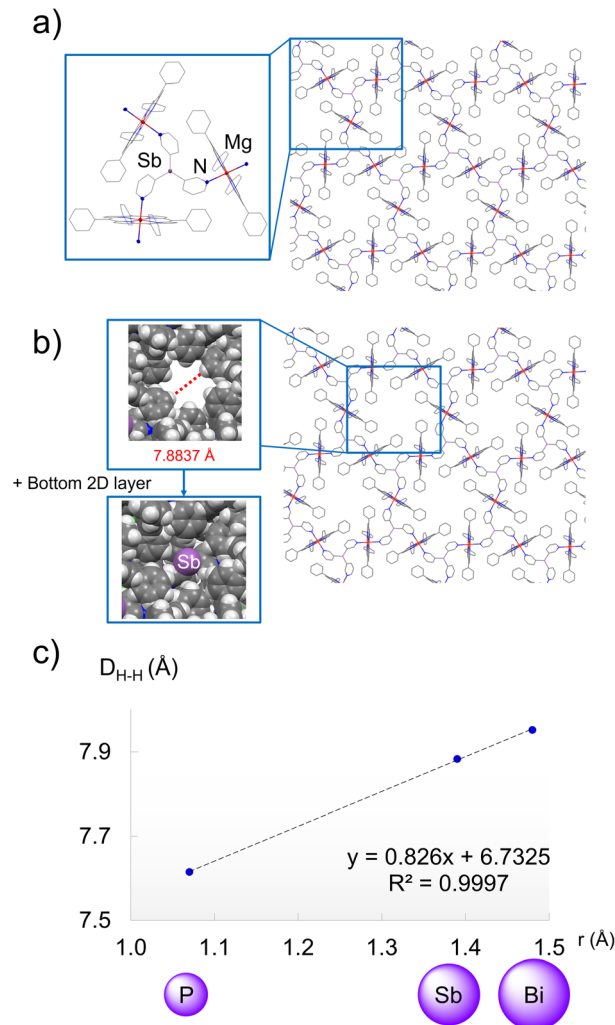 a)
Mg
Sb
N
b)
7.8837 Å
+ Bottom 2D layer
Sb
c)
D_H-H (Å)
7.9
7.7
y = 0.826x + 6.7325
R² = 0.9997
7.5
1.0 1.1 1.2 1.3 1.4 1.5 r (Å)
P Sb Bi